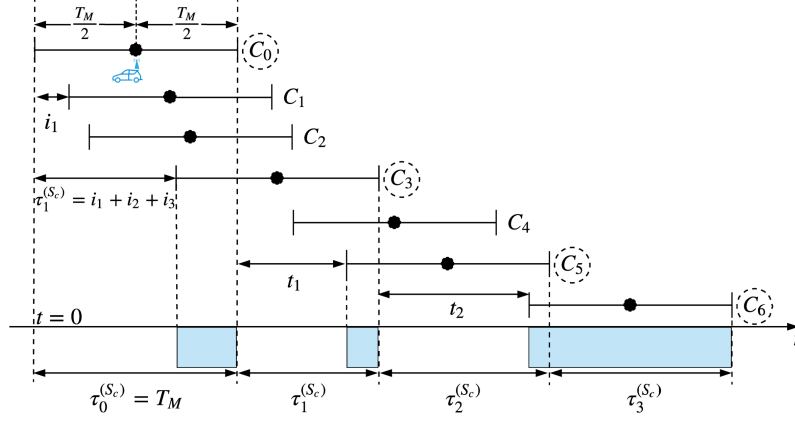 T_M/2 T_M/2
C_0
C_1
i_1
C_2
τ_1^{(S_c)} = i_1 + i_2 + i_3
C_3
C_4
t_1
C_5
t_2
C_6
t = 0
τ_0^{(S_c)} = T_M τ_1^{(S_c)} τ_2^{(S_c)} τ_3^{(S_c)}